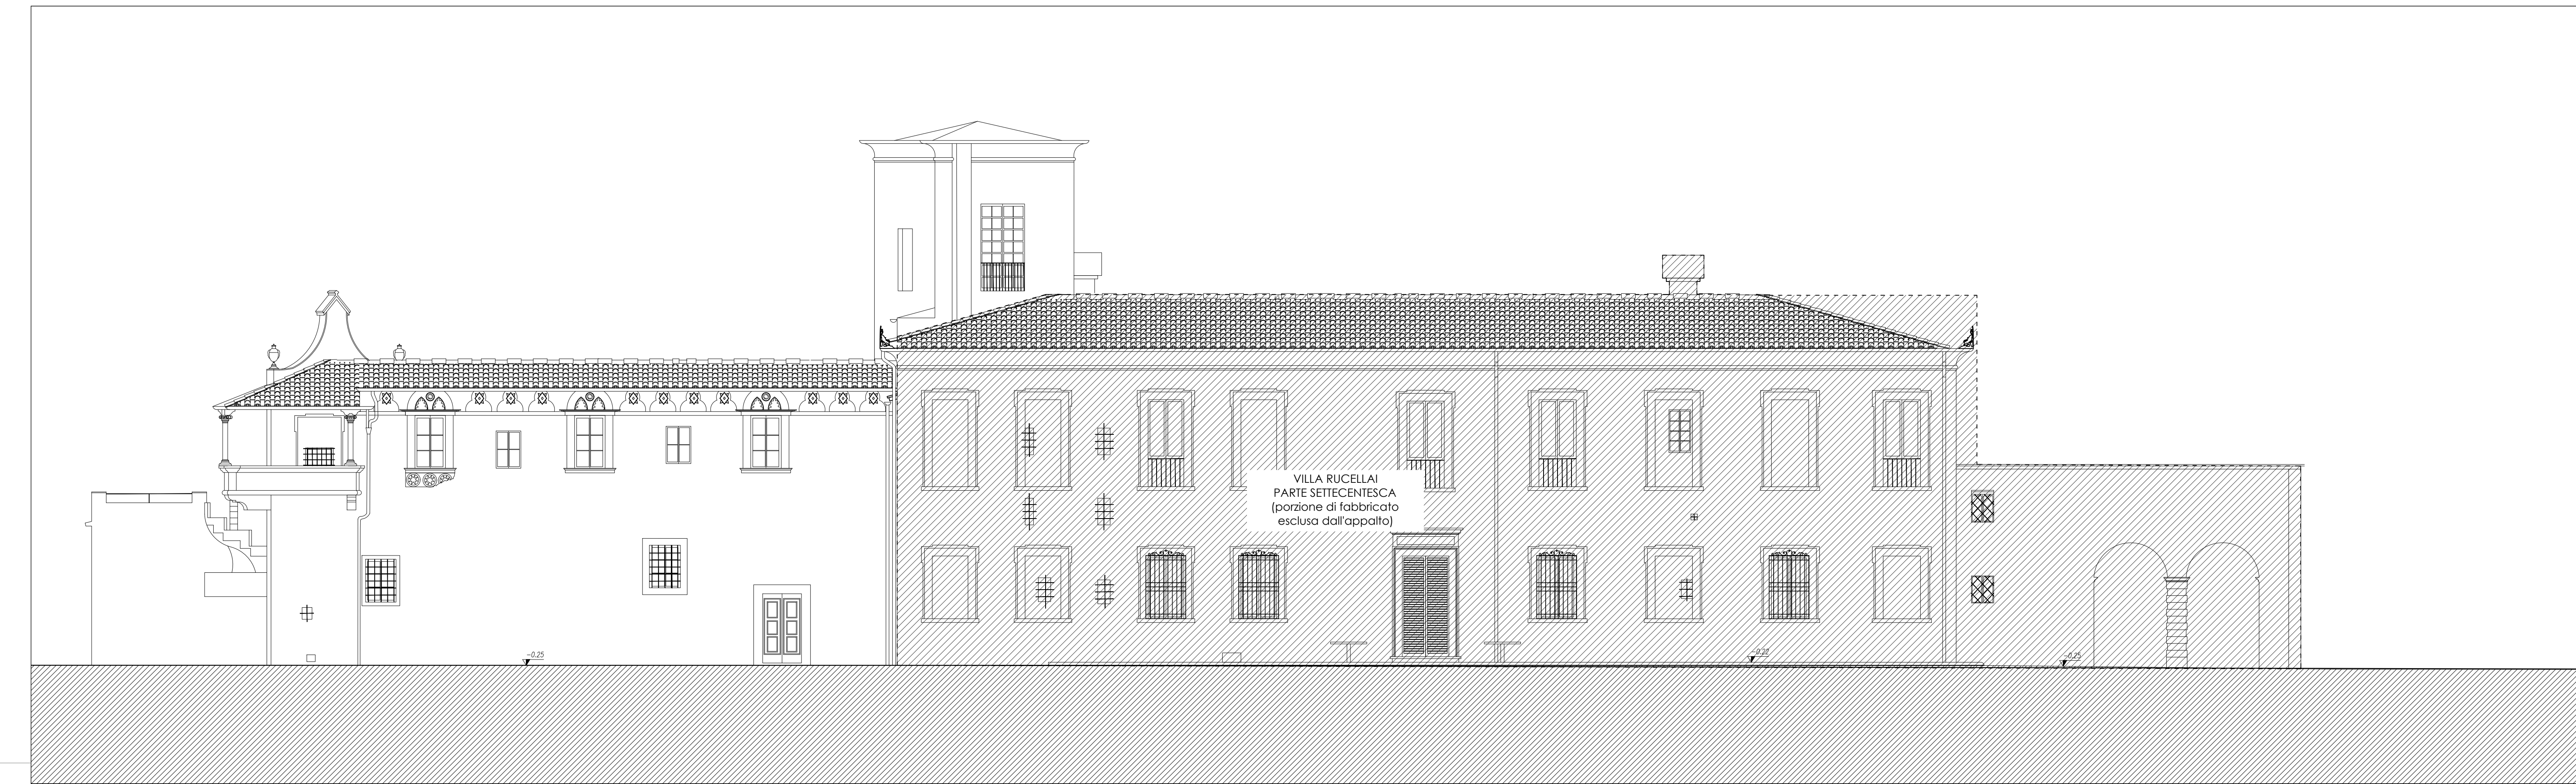 VILLA RUCELLAI
PARTE SETTECENTESCA
(porzione di fabbricato
esclusa dall'appalto)
-0.25
-0.22
-0.25